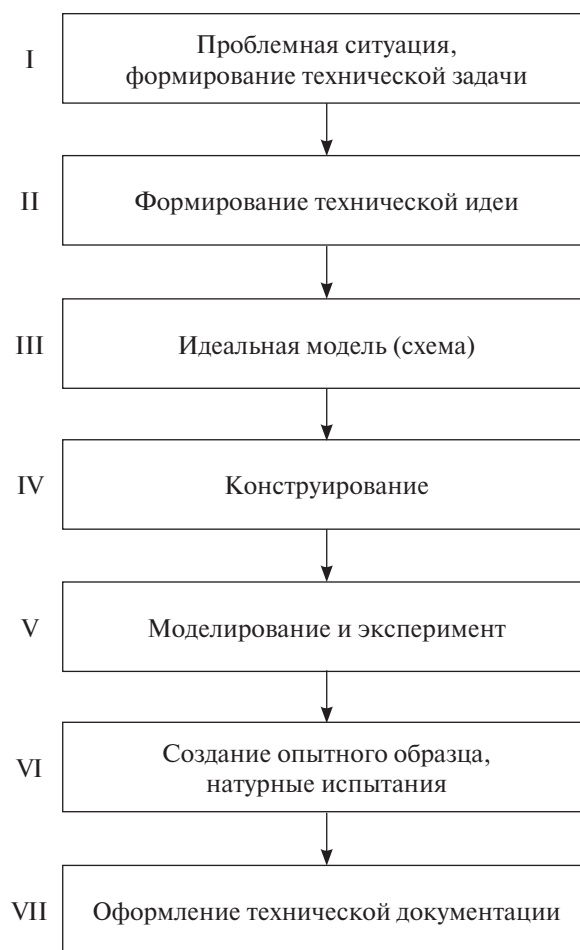 I
Проблемная ситуация,
формирование технической задачи
II
Формирование технической идеи
III
Идеальная модель (схема)
IV
Конструирование
V
Моделирование и эксперимент
VI
Создание опытного образца,
натурные испытания
VII
Оформление технической документации